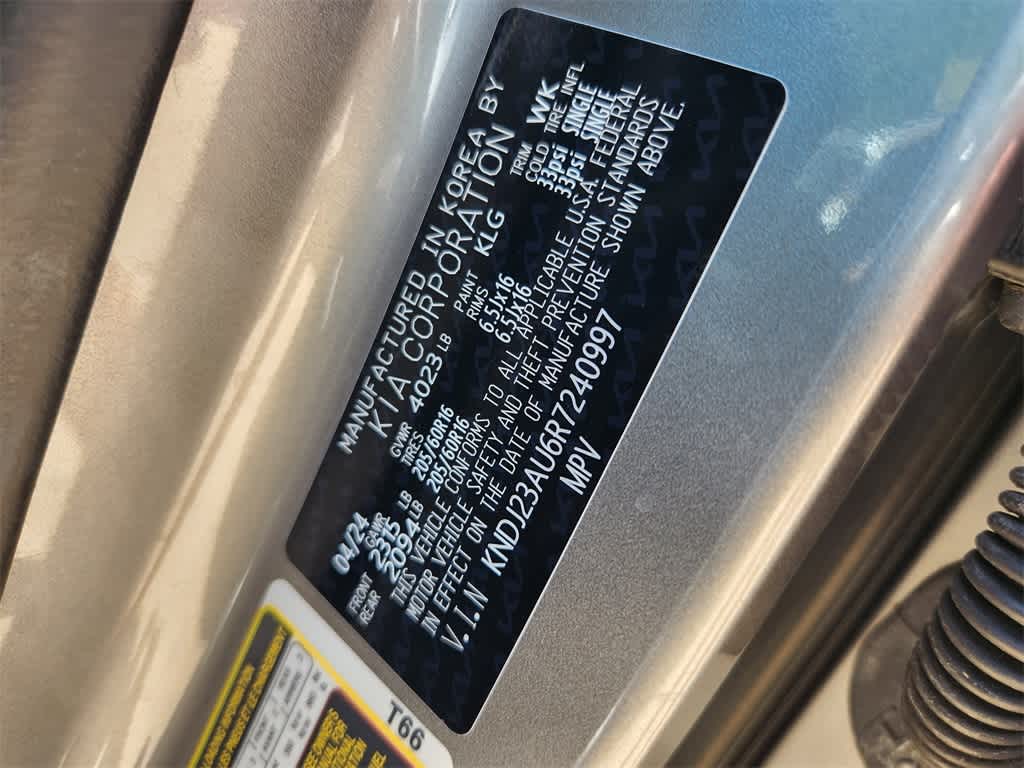 MANUFACTURED IN KOREA BY
KIA CORPORATION
04/24 GVWR 4023 LB PAINT KLG TRIM WK
GAWR TIRES RIMS COLD TIRE INFL
FRONT 2315 LB 205/60R16 6.5JX16 33psi SINGLE
REAR 2094 LB 205/60R16 6.5JX16 33psi SINGLE
THIS VEHICLE CONFORMS TO ALL APPLICABLE U.S.A. FEDERAL
MOTOR VEHICLE SAFETY AND THEFT PREVENTION STANDARDS
IN EFFECT ON THE DATE OF MANUFACTURE SHOWN ABOVE.
V.I.N KNDJ23AU6R7240997
MPV
T66
LOADING INFORMATION